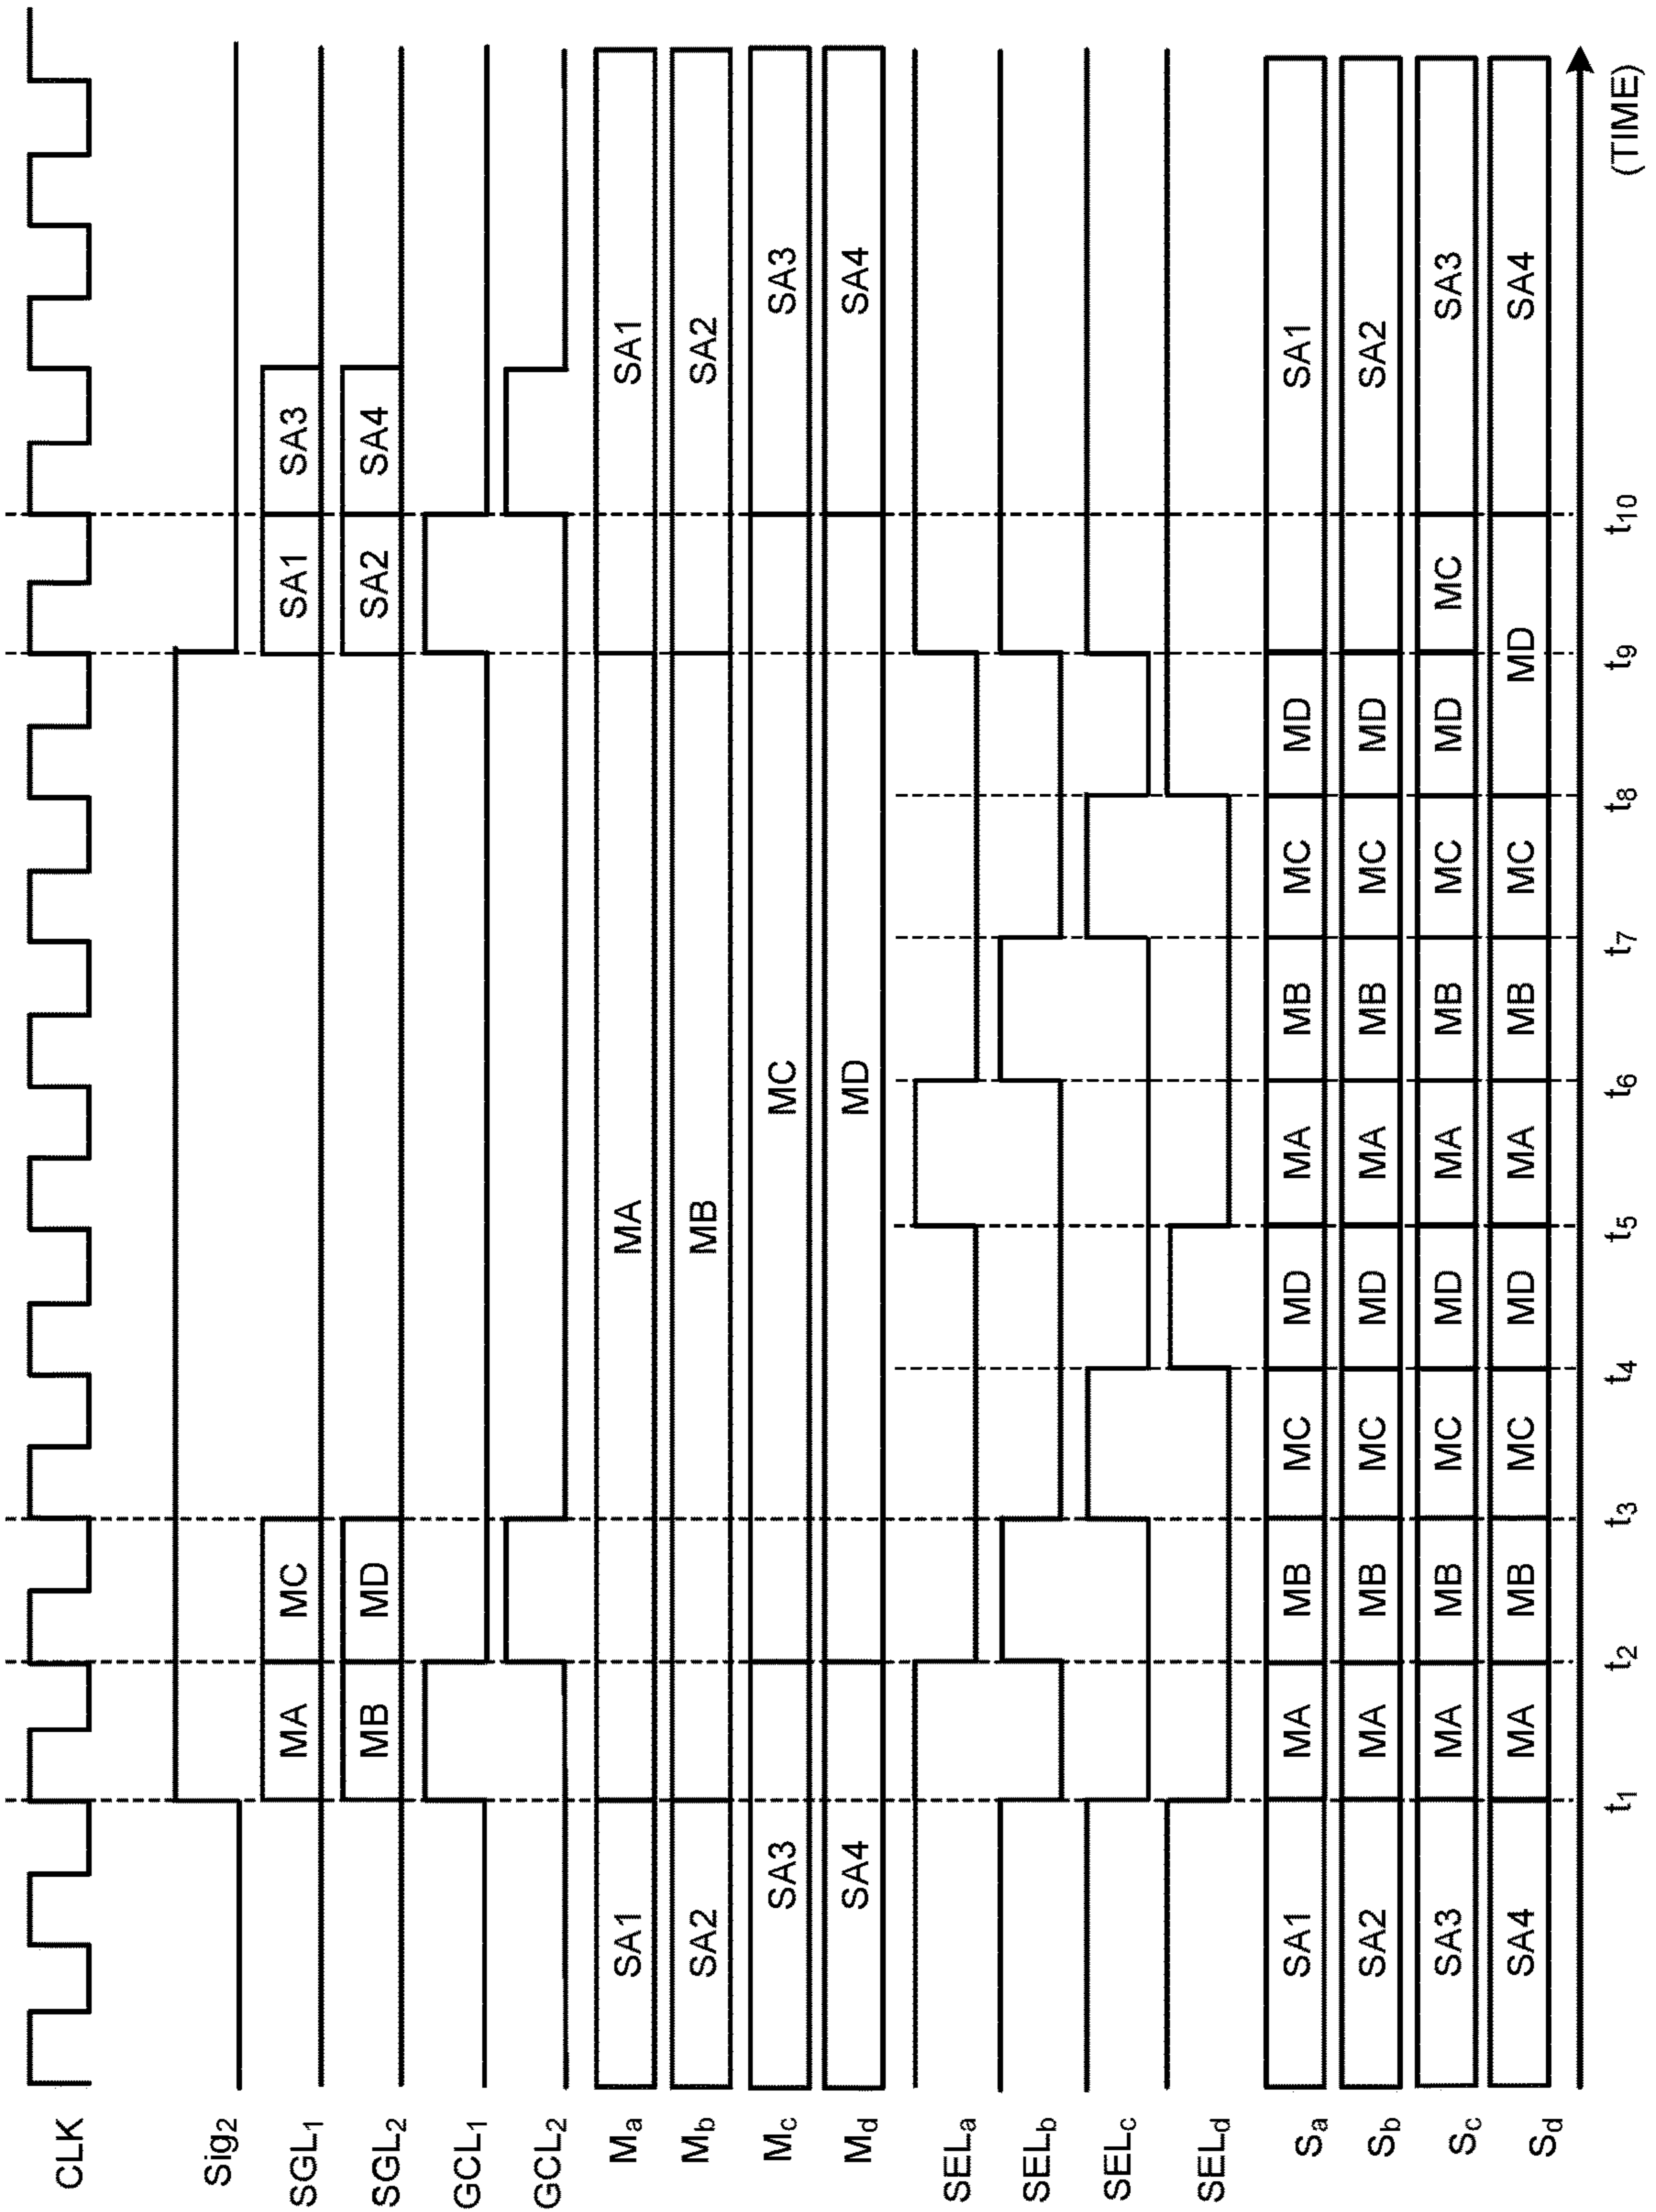 CLK
Sig2
SGL1 MA MC SA1 SA3
SGL2 MB MD SA2 SA4
GCL1
GCL2
Ma SA1 MA SA1
Mb SA2 MB SA2
Mc SA3 MC SA3
Md SA4 MD SA4
SELa
SELb
SELc
SELd
Sa SA1 MA MB MC MD MA MB MC MD SA1
Sb SA2 MA MB MC MD MA MB MC MD SA2
Sc SA3 MA MB MC MD MA MB MC MD MC SA3
Sd SA4 MA MB MC MD MA MB MC MD SA4
t1 t2 t3 t4 t5 t6 t7 t8 t9 t10 (TIME)